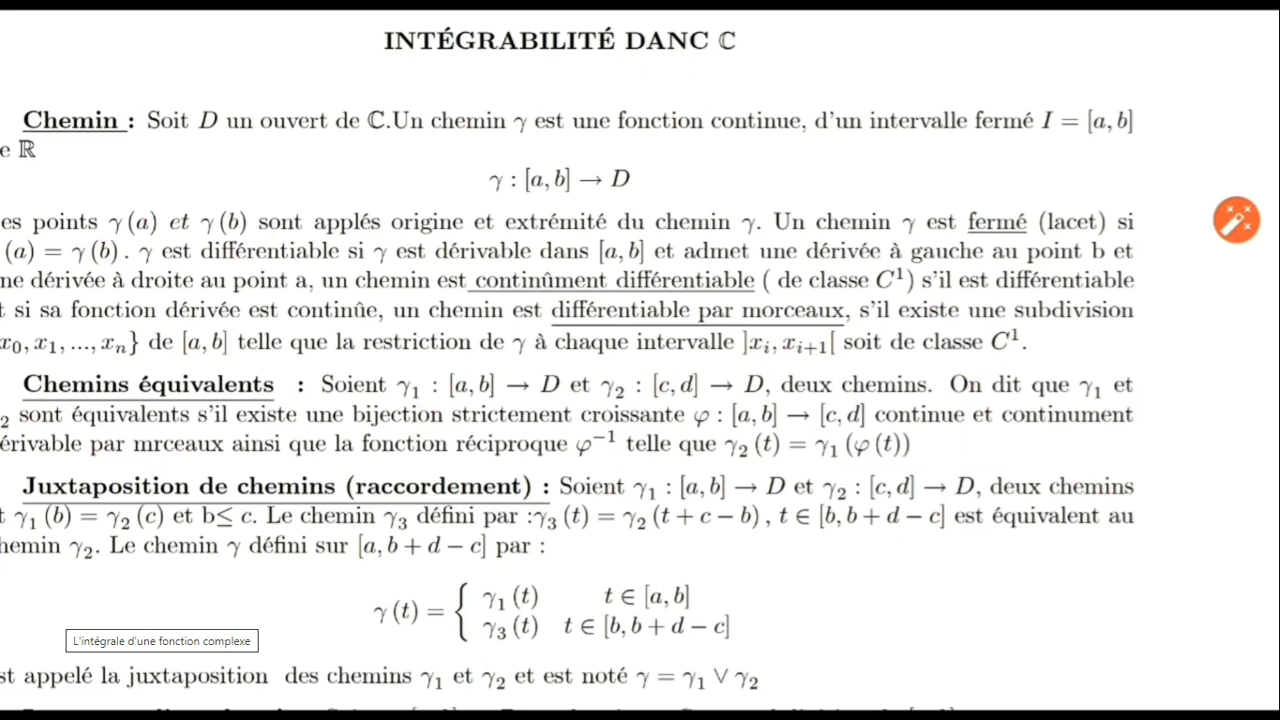 INTÉGRABILITÉ DANC ℂ
Chemin : Soit D un ouvert de ℂ.Un chemin γ est une fonction continue, d'un intervalle fermé I = [a, b]
e ℝ
γ : [a, b] → D
es points γ (a) et γ (b) sont applés origine et extrémité du chemin γ. Un chemin γ est fermé (lacet) si
(a) = γ (b) . γ est différentiable si γ est dérivable dans [a, b] et admet une dérivée à gauche au point b et
ne dérivée à droite au point a, un chemin est continûment différentiable ( de classe C¹) s'il est différentiable
t si sa fonction dérivée est continûe, un chemin est différentiable par morceaux, s'il existe une subdivision
x₀, x₁, ..., xₙ} de [a, b] telle que la restriction de γ à chaque intervalle ]xᵢ, xᵢ₊₁[ soit de classe C¹.
Chemins équivalents : Soient γ₁ : [a, b] → D et γ₂ : [c, d] → D, deux chemins. On dit que γ₁ et
₂ sont équivalents s'il existe une bijection strictement croissante φ : [a, b] → [c, d] continue et continument
érivable par mrceaux ainsi que la fonction réciproque φ⁻¹ telle que γ₂ (t) = γ₁ (φ (t))
Juxtaposition de chemins (raccordement) : Soient γ₁ : [a, b] → D et γ₂ : [c, d] → D, deux chemins
t γ₁ (b) = γ₂ (c) et b≤ c. Le chemin γ₃ défini par :γ₃ (t) = γ₂ (t + c − b) , t ∈ [b, b + d − c] est équivalent au
hemin γ₂. Le chemin γ défini sur [a, b + d − c] par :
γ (t) = { γ₁ (t) t ∈ [a, b]
γ₃ (t) t ∈ [b, b + d − c]
L'intégrale d'une fonction complexe
st appelé la juxtaposition des chemins γ₁ et γ₂ et est noté γ = γ₁ ∨ γ₂